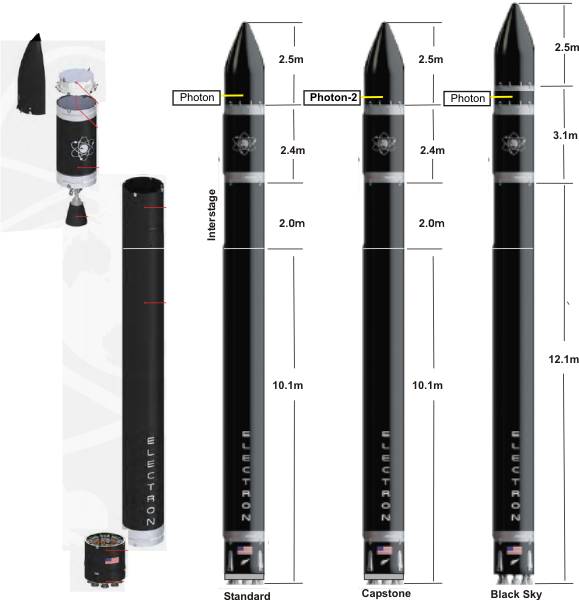 2.5m
2.5m
2.5m
Photon
Photon-2
Photon
2.4m
2.4m
3.1m
Interstage
2.0m
2.0m
12.1m
10.1m
10.1m
ELECTRON
ELECTRON
ELECTRON
ELECTRON
Standard
Capstone
Black Sky